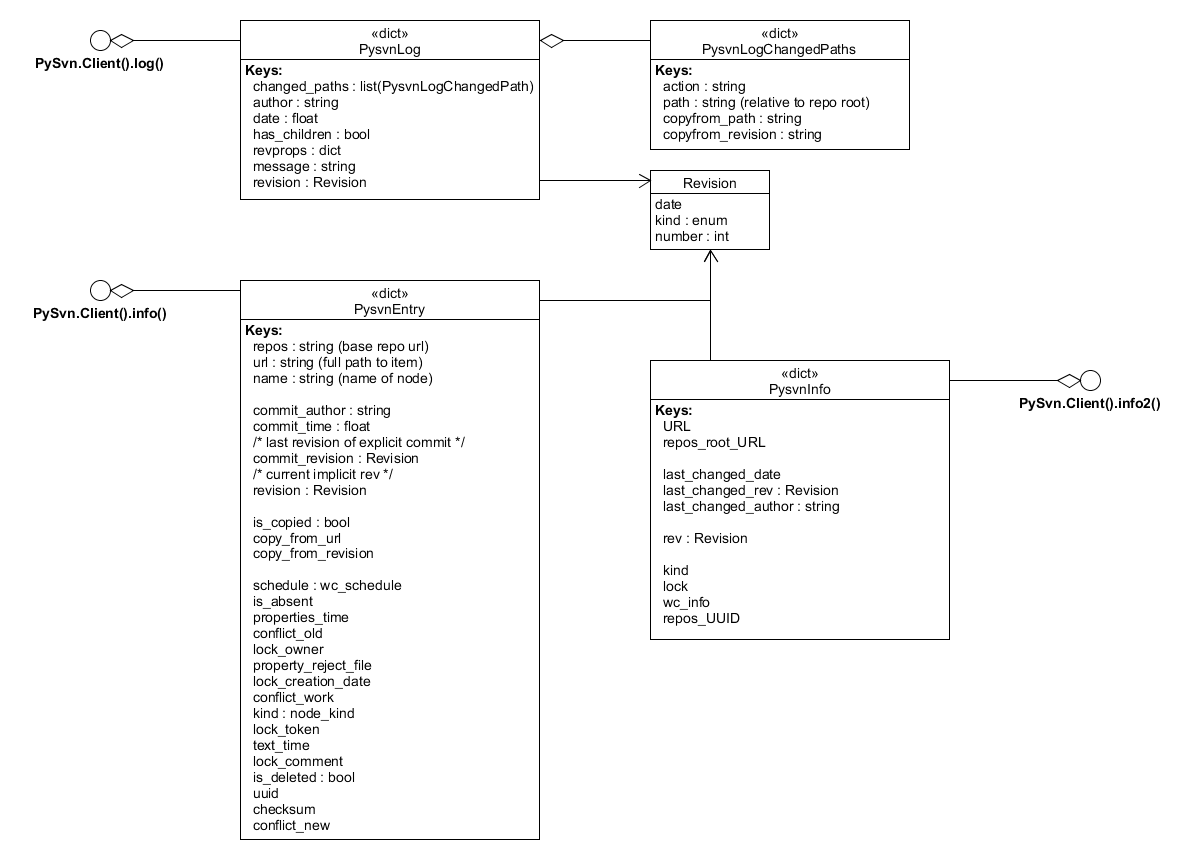 PySvn.Client().log()
«dict»
PysvnLog
Keys:
changed_paths : list(PysvnLogChangedPath)
author : string
date : float
has_children : bool
revprops : dict
message : string
revision : Revision
«dict»
PysvnLogChangedPaths
Keys:
action : string
path : string (relative to repo root)
copyfrom_path : string
copyfrom_revision : string
Revision
date
kind : enum
number : int
PySvn.Client().info()
«dict»
PysvnEntry
Keys:
repos : string (base repo url)
url : string (full path to item)
name : string (name of node)
commit_author : string
commit_time : float
/* last revision of explicit commit */
commit_revision : Revision
/* current implicit rev */
revision : Revision
is_copied : bool
copy_from_url
copy_from_revision
schedule : wc_schedule
is_absent
properties_time
conflict_old
lock_owner
property_reject_file
lock_creation_date
conflict_work
kind : node_kind
lock_token
text_time
lock_comment
is_deleted : bool
uuid
checksum
conflict_new
«dict»
PysvnInfo
Keys:
URL
repos_root_URL
last_changed_date
last_changed_rev : Revision
last_changed_author : string
rev : Revision
kind
lock
wc_info
repos_UUID
PySvn.Client().info2()